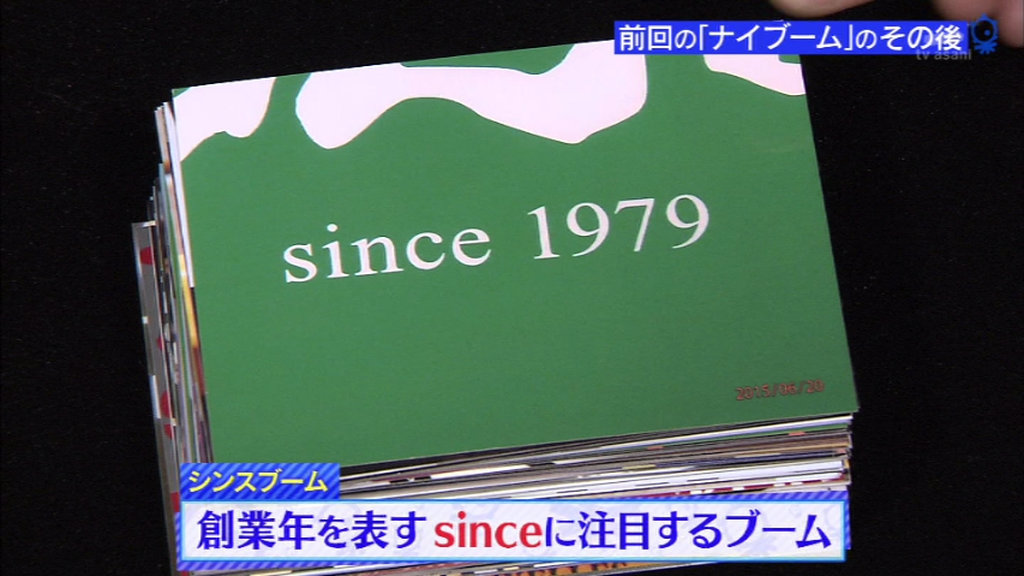 前回の「ナイブーム」のその後
tv asahi
since 1979
2015/06/20
シンスブーム
創業年を表す sinceに注目するブーム